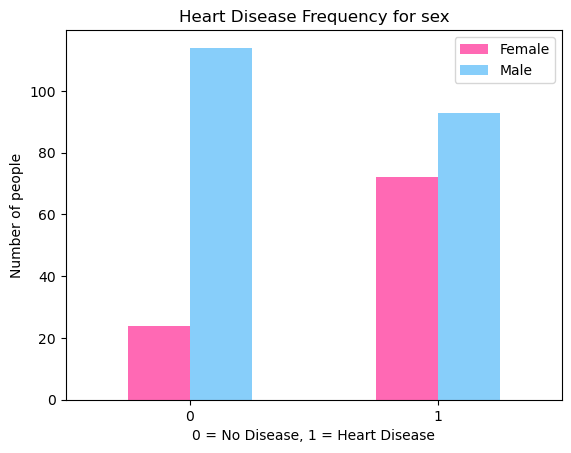 Heart Disease Frequency for sex
Female
Male
Number of people
100
80
60
40
20
0
0 1
0 = No Disease, 1 = Heart Disease